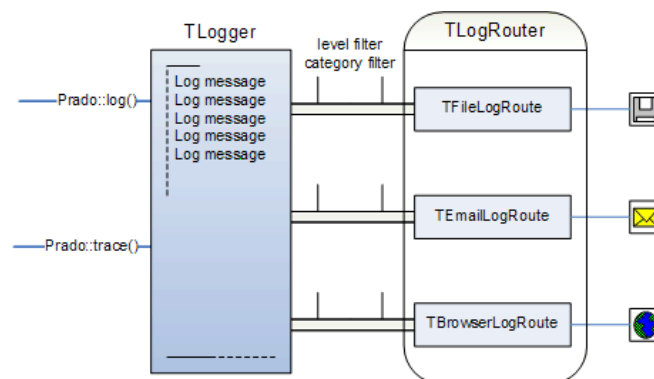 TLogger
level filter
category filter
TLogRouter
Prado::log()
Log message
Log message
Log message
Log message
Log message
TFileLogRoute
TEmailLogRoute
Prado::trace()
TBrowserLogRoute